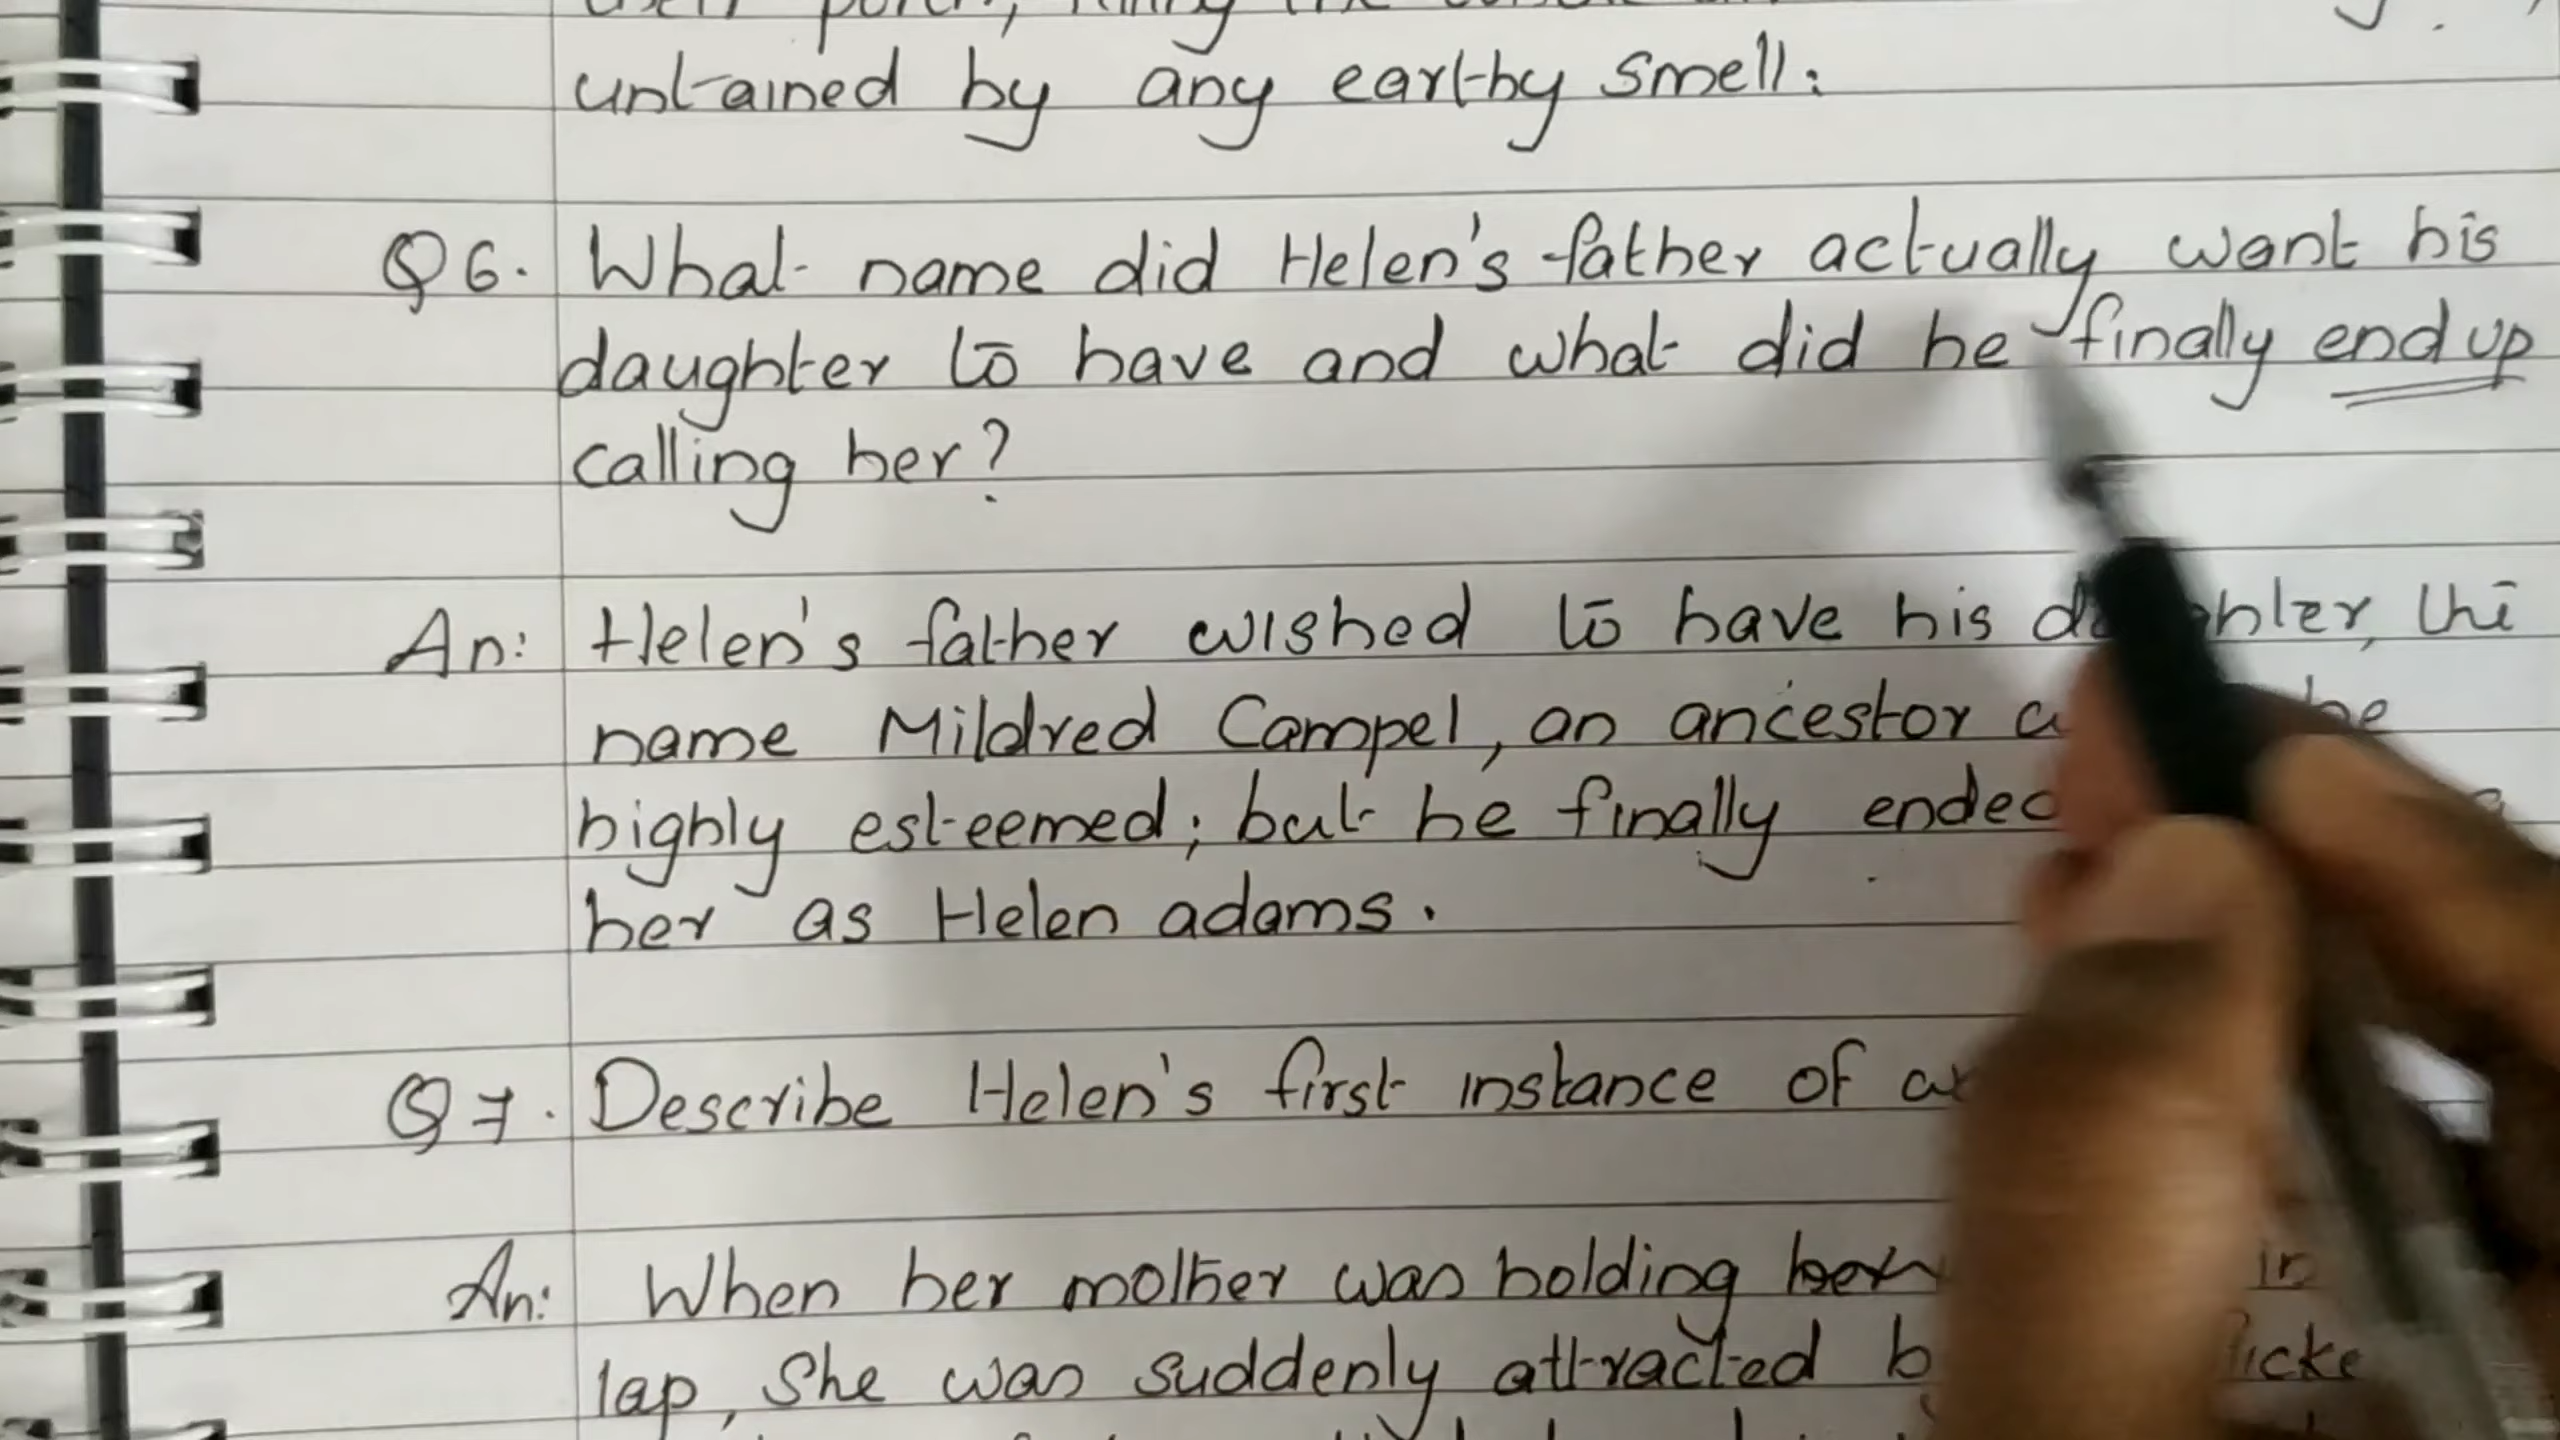 untained by any earthy smell.
Q6. What name did Helen's father actually want his
daughter to have and what did he finally end up
calling her?
An: Helen's father wished to have his
name Mildred Campel, an ancestor
highly esteemed; but he finally ended
her as Helen adams.
Q7. Describe Helen's first instance of
An: When her mother was holding in
lap, She was suddenly attracted